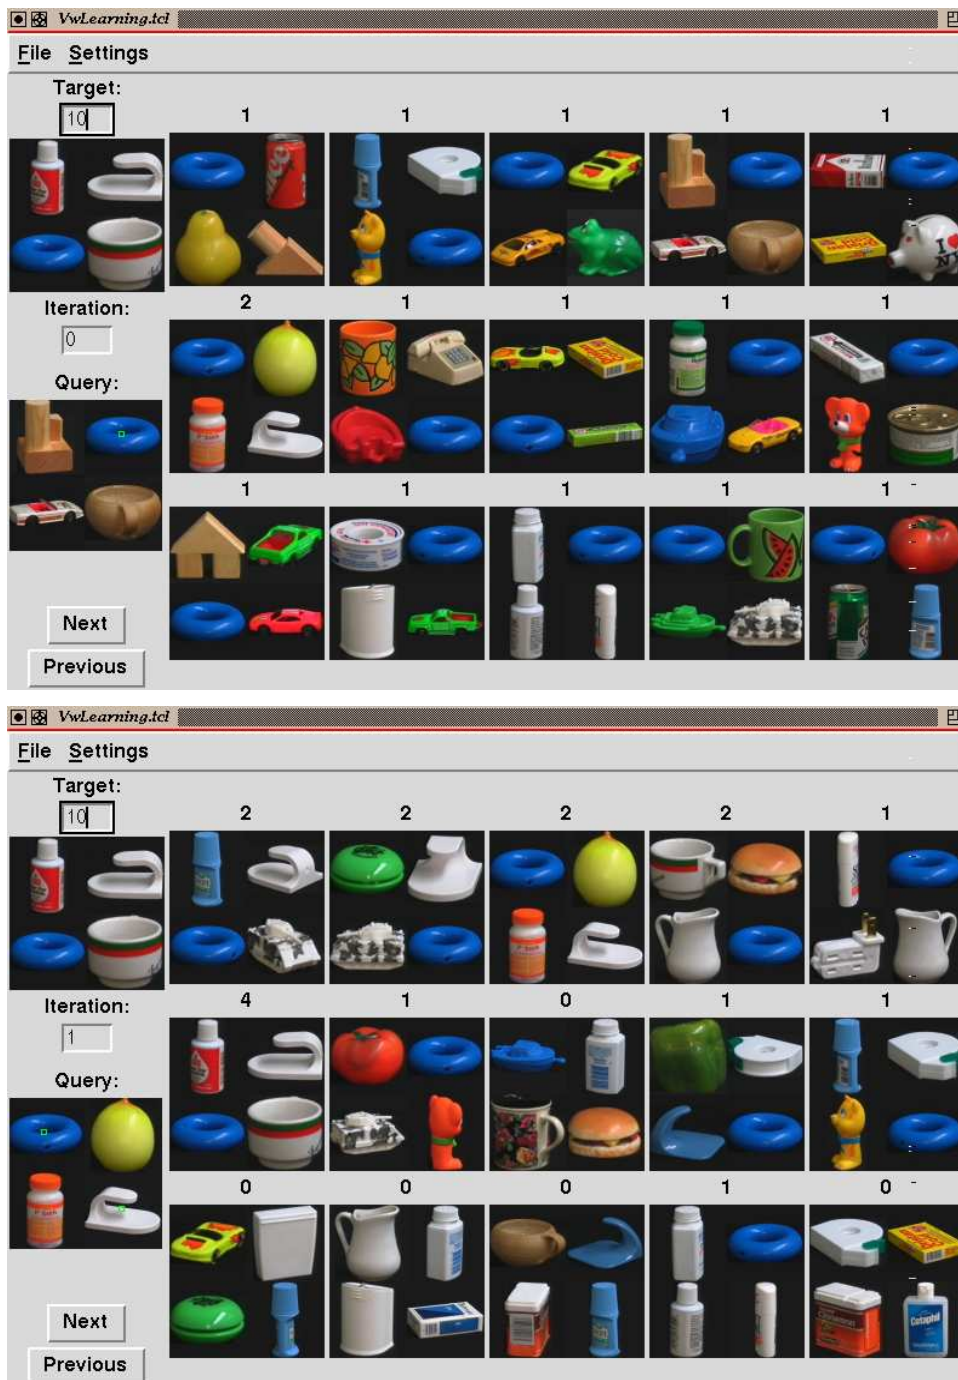 VwLearning.tcl
File Settings
Target:
10
1 1 1 1 1
Iteration:
2 1 1 1 1
0
Query:
1 1 1 1 1
Next
Previous
VwLearning.tcl
File Settings
Target:
10
2 2 2 2 1
Iteration:
4 1 0 1 1
1
Query:
0 0 0 1 0
Cetaphil
Next
Previous